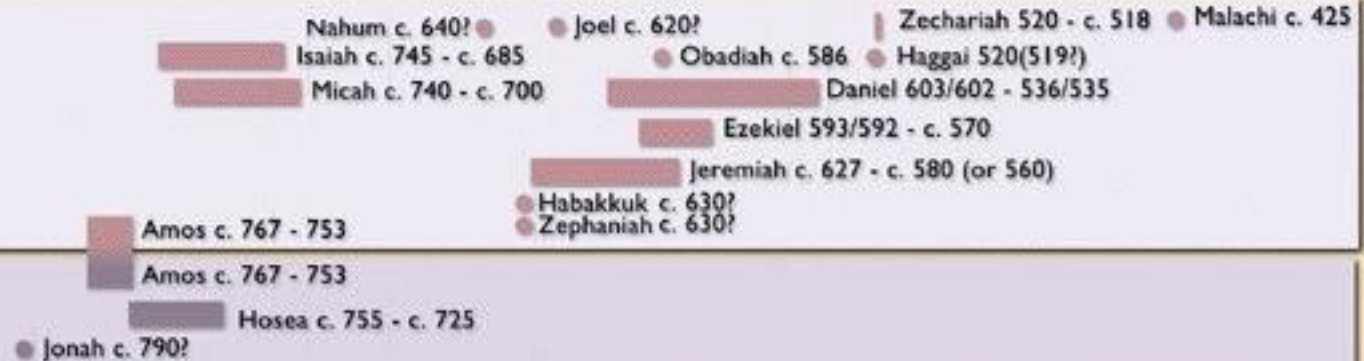 Nahum c. 640?
Joel c. 620?
Zechariah 520 - c. 518
Malachi c. 425
Isaiah c. 745 - c. 685
Obadiah c. 586
Haggai 520(519?)
Micah c. 740 - c. 700
Daniel 603/602 - 536/535
Ezekiel 593/592 - c. 570
Jeremiah c. 627 - c. 580 (or 560)
Habakkuk c. 630?
Zephaniah c. 630?
Amos c. 767 - 753
Amos c. 767 - 753
Hosea c. 755 - c. 725
Jonah c. 790?